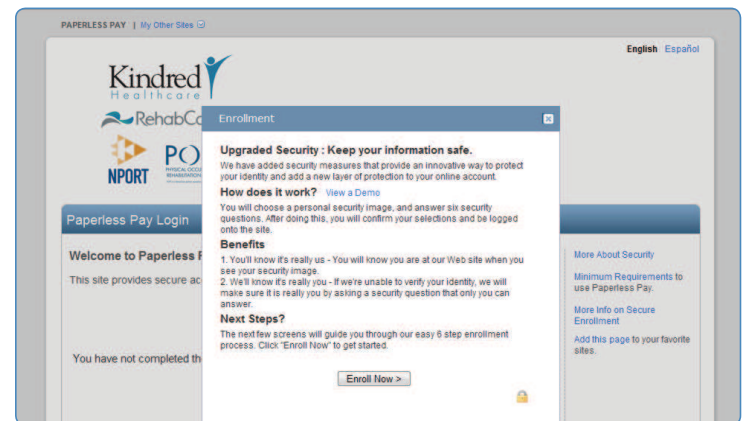 PAPERLESS PAY | My Other Sites
English Español
Kindred
Healthcare
RehabCa
NPORT
Enrollment
Upgraded Security : Keep your information safe.
We have added security measures that provide an innovative way to protect
your identity and add a new layer of protection to your online account.
How does it work? View a Demo
You will choose a personal security image, and answer six security
questions. After doing this, you will confirm your selections and be logged
onto the site.
Benefits
1. You'll know it's really us - You will know you are at our Web site when you
see your security image.
2. We'll know it's really you - If we're unable to verify your identity, we will
make sure it is really you by asking a security question that only you can
answer.
Next Steps?
The next few screens will guide you through our easy 6 step enrollment
process. Click "Enroll Now" to get started.
Enroll Now >
Paperless Pay Login
Welcome to Paperless
This site provides secure ac
You have not completed th
More About Security
Minimum Requirements to
use Paperless Pay.
More Info on Secure
Enrollment
Add this page to your favorite
sites.